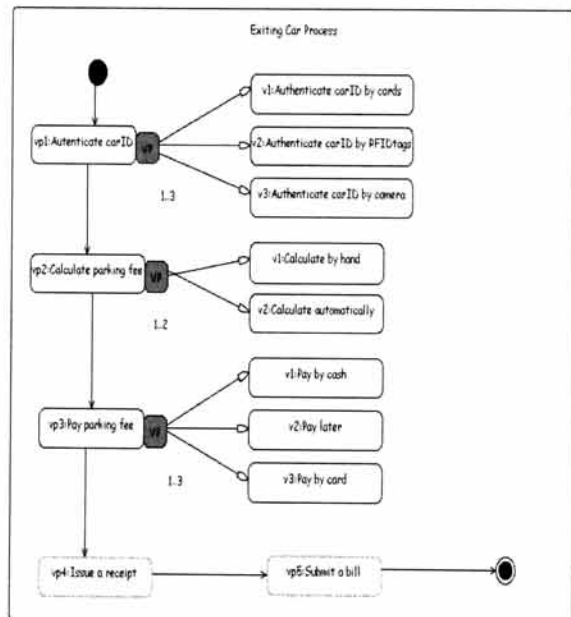 Exiting Car Process
v1:Authenticate carID by cards
vp1:Autenticate carID
VP
v2:Authenticate carID by RFIDtags
v3:Authenticate carID by camera
1..3
v1:Calculate by hand
vp2:Calculate parking fee
VP
v2:Calculate automatically
1..2
v1:Pay by cash
vp3:Pay parking fee
VP
v2:Pay later
v3:Pay by card
1..3
vp4:Issue a receipt
vp5:Submit a bill